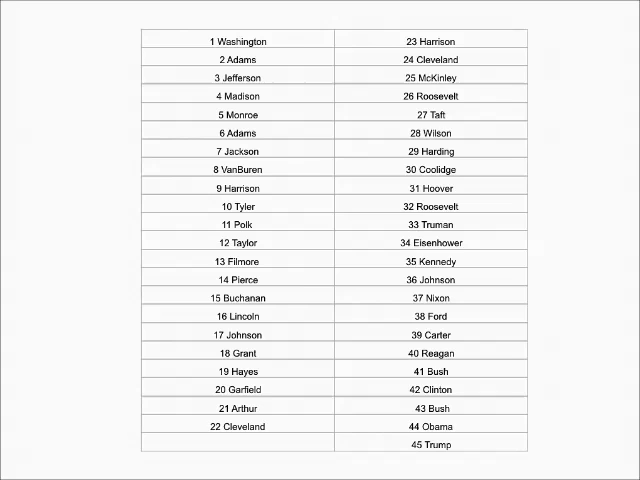 1 Washington
2 Adams
3 Jefferson
4 Madison
5 Monroe
6 Adams
7 Jackson
8 VanBuren
9 Harrison
10 Tyler
11 Polk
12 Taylor
13 Filmore
14 Pierce
15 Buchanan
16 Lincoln
17 Johnson
18 Grant
19 Hayes
20 Garfield
21 Arthur
22 Cleveland
23 Harrison
24 Cleveland
25 McKinley
26 Roosevelt
27 Taft
28 Wilson
29 Harding
30 Coolidge
31 Hoover
32 Roosevelt
33 Truman
34 Eisenhower
35 Kennedy
36 Johnson
37 Nixon
38 Ford
39 Carter
40 Reagan
41 Bush
42 Clinton
43 Bush
44 Obama
45 Trump